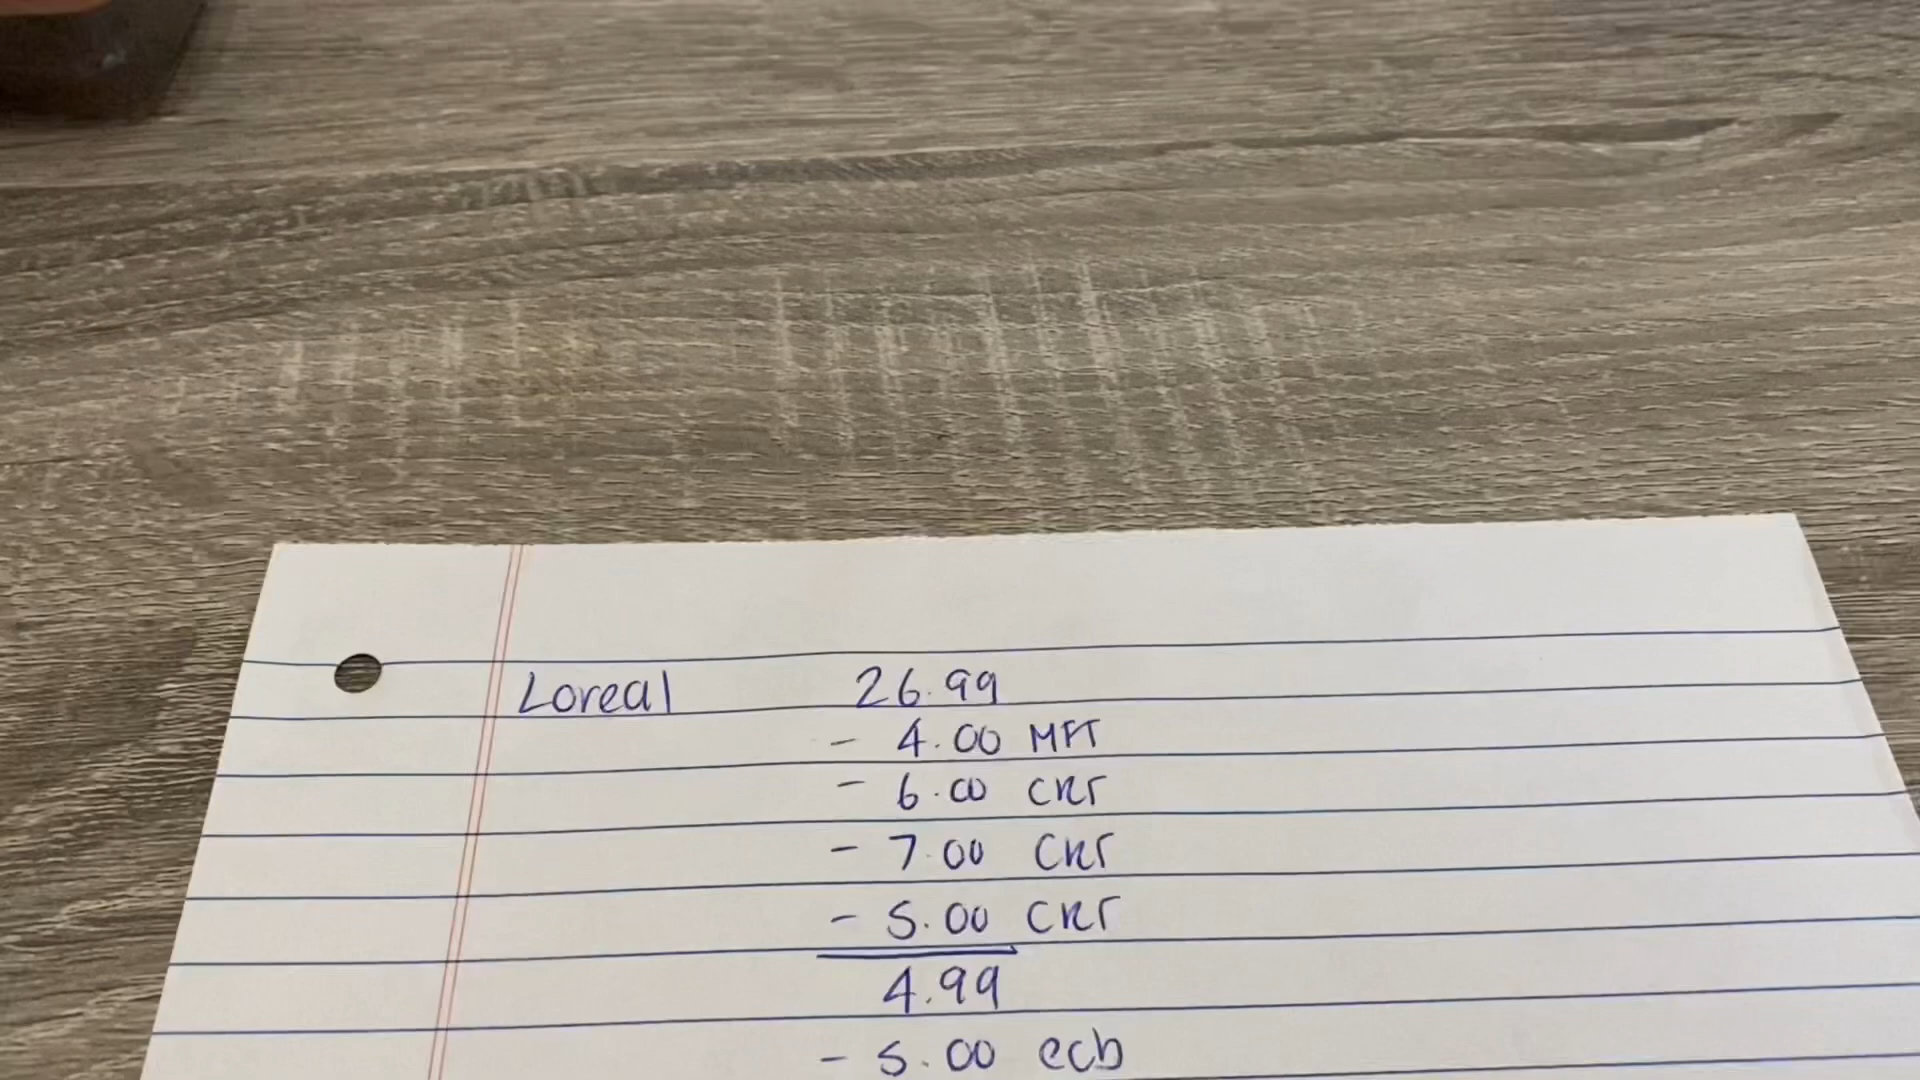 Loreal 26.99
- 4.00 MFT
- 6.00 CRT
- 7.00 CRT
- 5.00 CRT
4.99
- 5.00 ecb